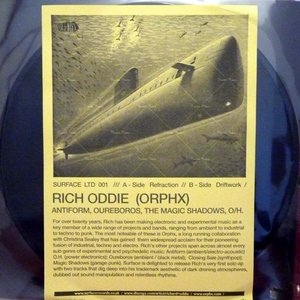 SURFACE LTD 001 /// A - Side Refraction // B - Side Driftwork /
RICH ODDIE (ORPHX)
ANTIFORM, OUREBOROS, THE MAGIC SHADOWS, O/H.
For over twenty years, Rich has been making electronic and experimental music as a
key member of a wide range of projects and bands, ranging from ambient to industrial
to techno and punk. The most notable of these is Orphx, a long running collaboration
with Christina Sealey that has gained them widespread acclaim for their pioneering
fusion of industrial, techno and electro. Rich's other projects span across almost every
sub genre of experimental and psychedelic music: Antiform (ambient/electro-acoustic)
O/H (power electronics); Oureboros (ambient / black metal); Closing Bale (synthpop);
Magic Shadows (garage punk). Surface is delighted to release Rich's very first solo ep
with two tracks that dig deep into his trademark aesthetic of dark droning atmospheres,
dubbed out sound manipulation and relentless rhythms.